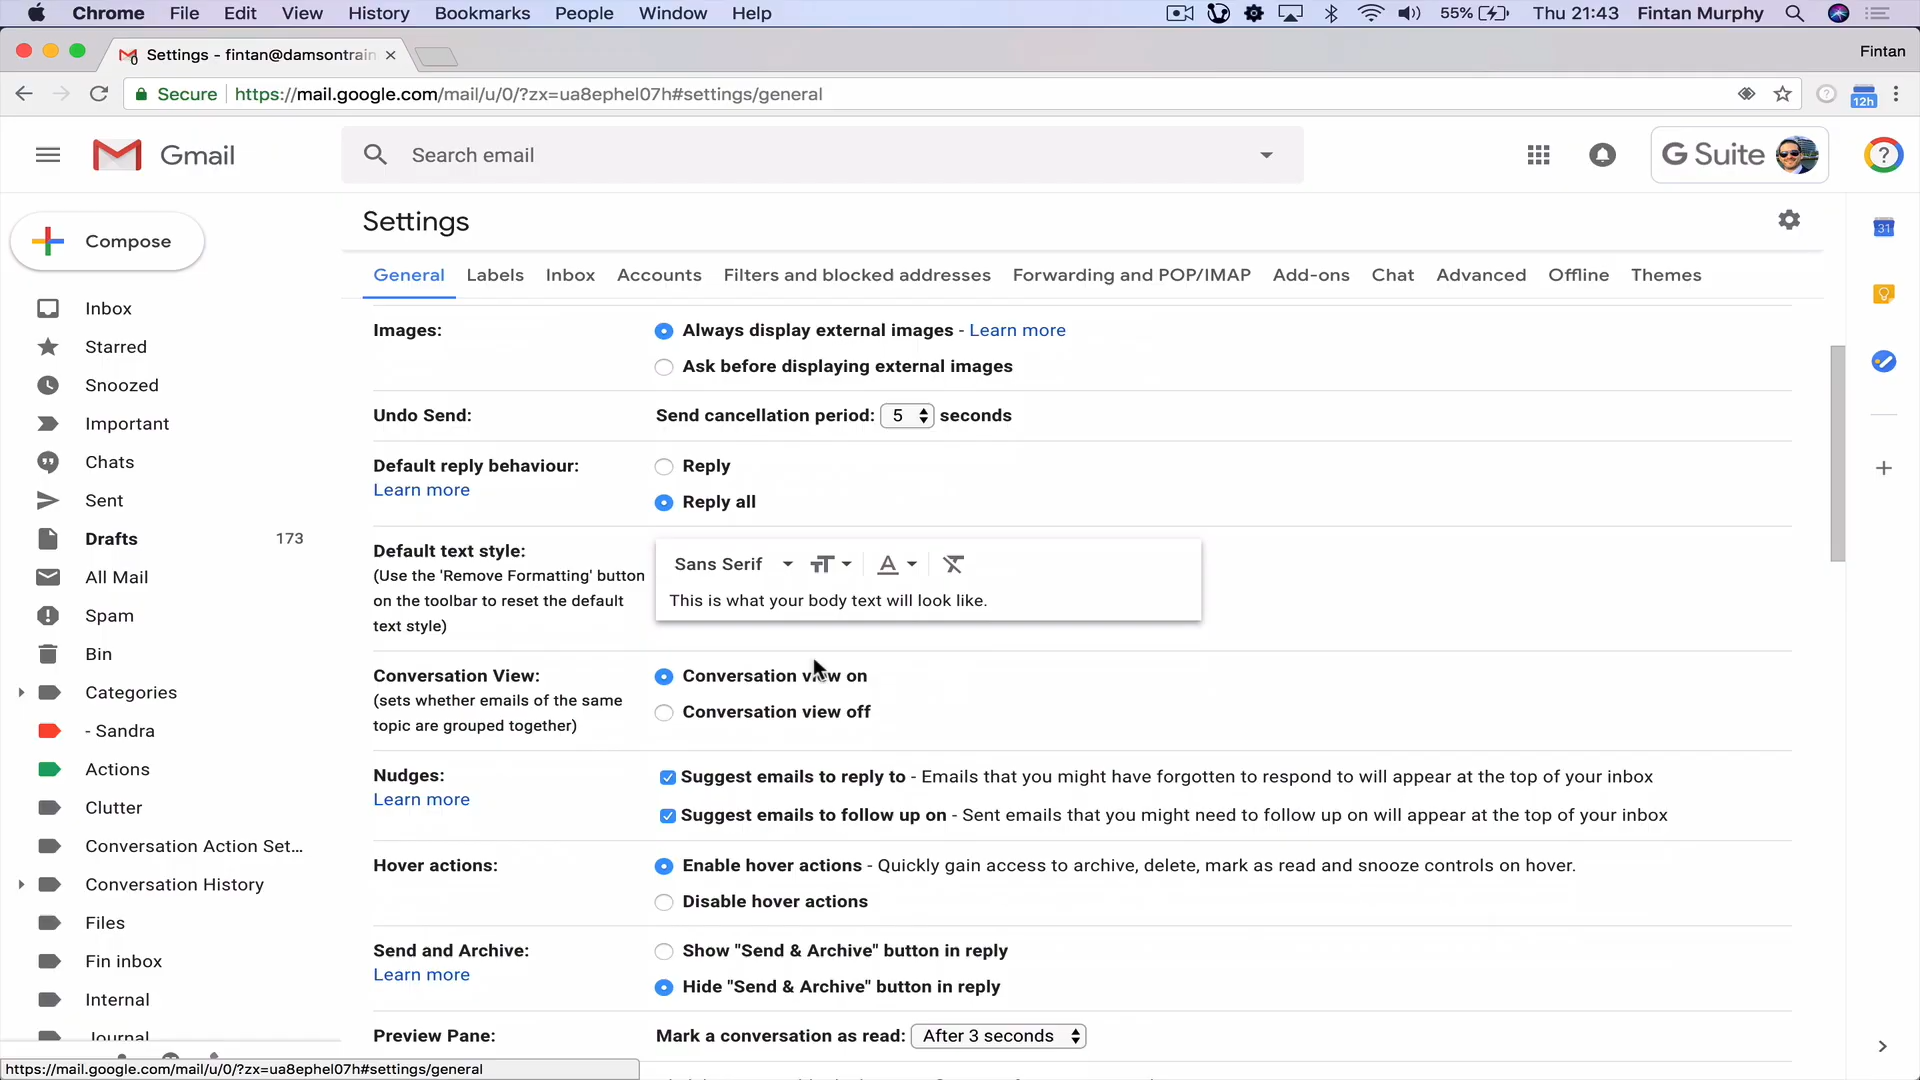 Chrome File Edit View History Bookmarks People Window Help 55% Thu 21:43 Fintan Murphy
Settings - fintan@damsontrain Fintan
Secure https://mail.google.com/mail/u/0/?zx=ua8ephel07h#settings/general 12h
Gmail Search email G Suite ?
Settings
Compose
31
General Labels Inbox Accounts Filters and blocked addresses Forwarding and POP/IMAP Add-ons Chat Advanced Offline Themes
Inbox
Starred
Snoozed
Important
Chats
Sent
Drafts 173
All Mail
Spam
Bin
Categories
- Sandra
Actions
Clutter
Conversation Action Set...
Conversation History
Files
Fin inbox
Internal
Journal
Images: Always display external images - Learn more
Ask before displaying external images
Undo Send: Send cancellation period: 5 seconds
Default reply behaviour: Reply
Learn more
Reply all
Default text style:
(Use the 'Remove Formatting' button
on the toolbar to reset the default
text style)
Sans Serif
This is what your body text will look like.
Conversation View: Conversation view on
(sets whether emails of the same
topic are grouped together)
Conversation view off
Nudges: Suggest emails to reply to - Emails that you might have forgotten to respond to will appear at the top of your inbox
Learn more
Suggest emails to follow up on - Sent emails that you might need to follow up on will appear at the top of your inbox
Hover actions: Enable hover actions - Quickly gain access to archive, delete, mark as read and snooze controls on hover.
Disable hover actions
Send and Archive: Show "Send & Archive" button in reply
Learn more
Hide "Send & Archive" button in reply
Preview Pane: Mark a conversation as read: After 3 seconds
https://mail.google.com/mail/u/0/?zx=ua8ephel07h#settings/general